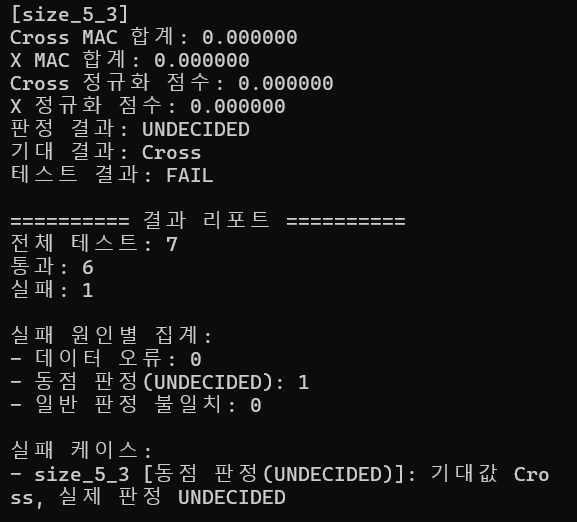 [size_5_3]
Cross MAC 합계: 0.000000
X MAC 합계: 0.000000
Cross 정규화 점수: 0.000000
X 정규화 점수: 0.000000
판정 결과: UNDECIDED
기대 결과: Cross
테스트 결과: FAIL
========== 결과 리포트 ==========
전체 테스트: 7
통과: 6
실패: 1
실패 원인별 집계:
- 데이터 오류: 0
- 동점 판정(UNDECIDED): 1
- 일반 판정 불일치: 0
실패 케이스:
- size_5_3 [동점 판정(UNDECIDED)]: 기대값 Cro
ss, 실제 판정 UNDECIDED